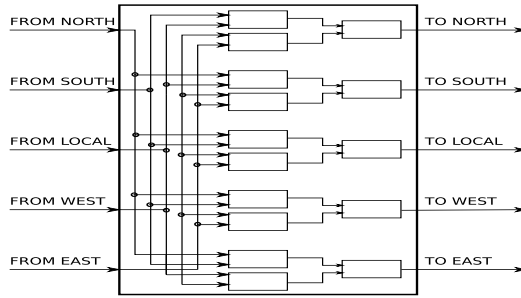 FROM NORTH
TO NORTH
FROM SOUTH
TO SOUTH
FROM LOCAL
TO LOCAL
FROM WEST
TO WEST
FROM EAST
TO EAST